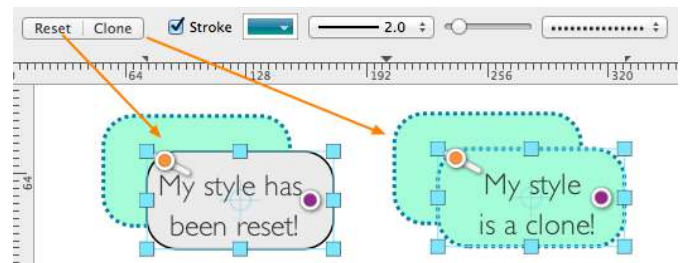 Reset Clone Stroke 2.0
64 128 192 256 320
64
My style has
been reset!
My style
is a clone!